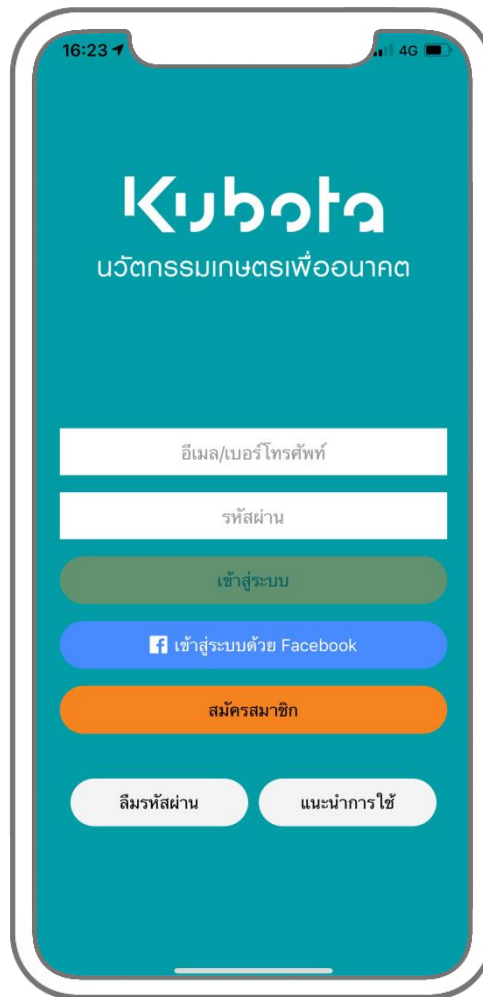 16:23
4G
Kubota
นวัตกรรมเกษตรเพื่ออนาคต
อีเมล/เบอร์โทรศัพท์
รหัสผ่าน
เข้าสู่ระบบ
เข้าสู่ระบบด้วย Facebook
สมัครสมาชิก
ลืมรหัสผ่าน
แนะนำการใช้